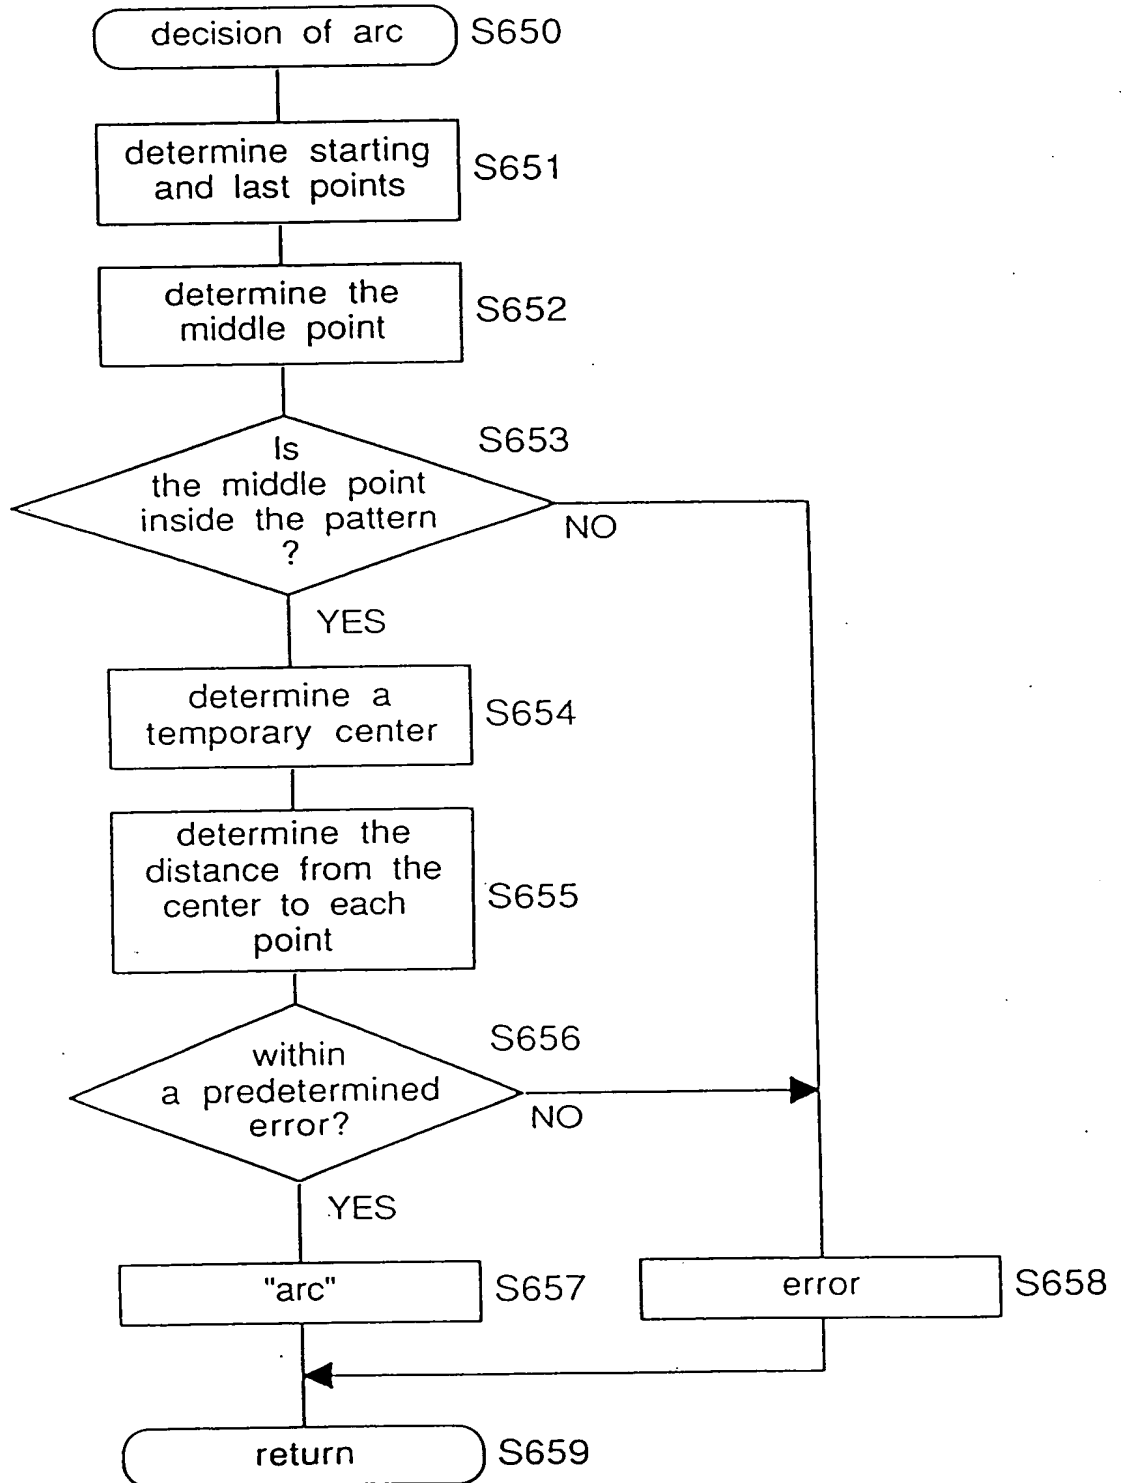 decision of arc S650
determine starting
and last points
S651
determine the
middle point
S652
S653
Is
the middle point
inside the pattern
?
NO
YES
determine a
temporary center
S654
determine the
distance from the
center to each
point
S655
S656
within
a predetermined
error?
NO
YES
"arc" S657
error S658
return S659